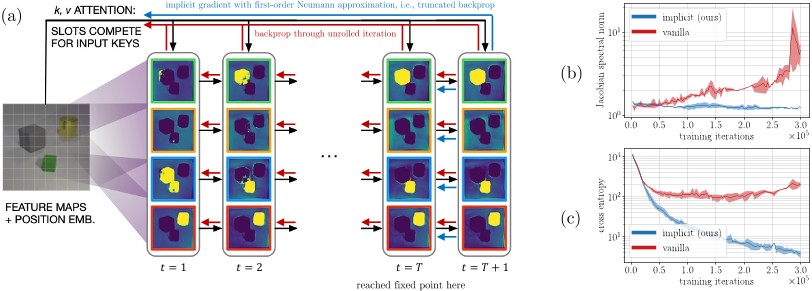 (a)
k, v ATTENTION:
SLOTS COMPETE
FOR INPUT KEYS
implicit gradient with first-order Neumann approximation, i.e., truncated backprop
backprop through unrolled iteration
FEATURE MAPS
+ POSITION EMB.
...
t = 1
t = 2
t = T
t = T + 1
reached fixed point here
(b)
Jacobian spectral norm
10¹
10⁰
implicit (ours)
vanilla
0.0 0.5 1.0 1.5 2.0 2.5 3.0
training iterations
×10⁵
(c)
cross entropy
10³
10²
10¹
implicit (ours)
vanilla
0.0 0.5 1.0 1.5 2.0 2.5 3.0
training iterations
×10⁵